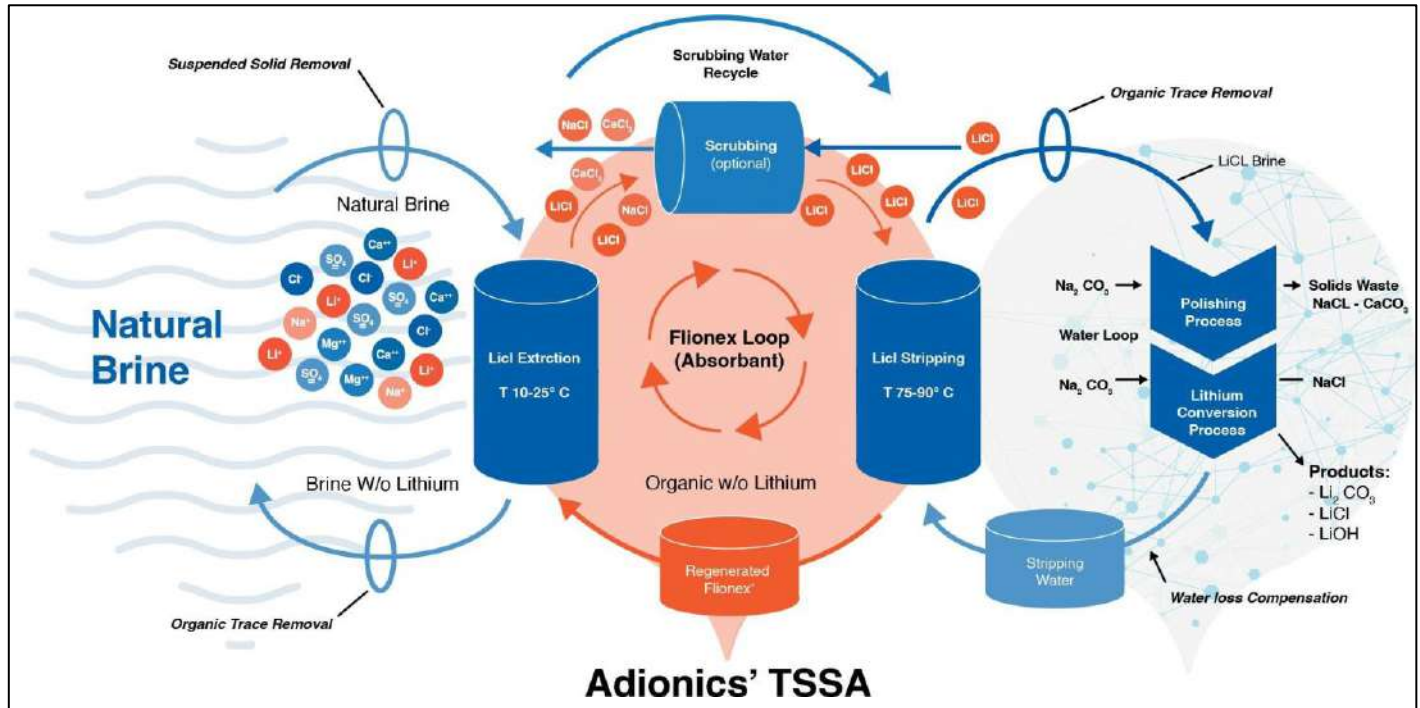 Suspended Solid Removal
Scrubbing Water
Recycle
Organic Trace Removal
NaCl
CaCl₂
Scrubbing
(optional)
LiCl
LiCL Brine
CaCl₂
LiCl
NaCl
LiCl
LiCl
LiCl
LiCl
LiCl
Natural Brine
Natural
Brine
Ca⁺⁺
SO₄
Li⁺
Cl⁻
Cl⁻
SO₄
Ca⁺⁺
Li⁺
SO₄
Na⁺
Cl⁻
Mg⁺⁺
Ca⁺⁺
Li⁺
Li⁺
SO₄
Mg⁺⁺
Na⁺
Licl Extrction
T 10-25° C
Flionex Loop
(Absorbant)
Licl Stripping
T 75-90° C
Na₂ CO₃
Polishing
Process
Solids Waste
NaCL - CaCO₃
Water Loop
Na₂ CO₃
Lithium
Conversion
Process
NaCl
Products:
- Li₂ CO₃
- LiCl
- LiOH
Brine W/o Lithium
Organic w/o Lithium
Regenerated
Flionex*
Stripping
Water
Organic Trace Removal
Water loss Compensation
Adionics’ TSSA